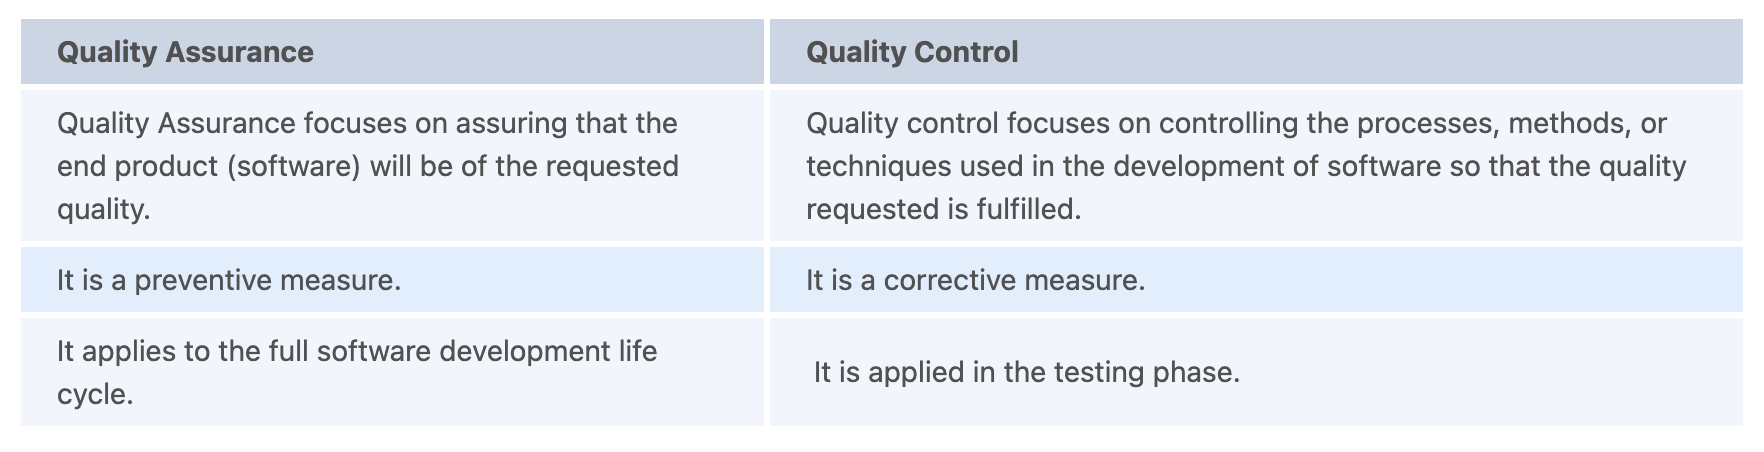 Quality Assurance
Quality Control
Quality Assurance focuses on assuring that the
end product (software) will be of the requested
quality.
Quality control focuses on controlling the processes, methods, or
techniques used in the development of software so that the quality
requested is fulfilled.
It is a preventive measure.
It is a corrective measure.
It applies to the full software development life
cycle.
It is applied in the testing phase.